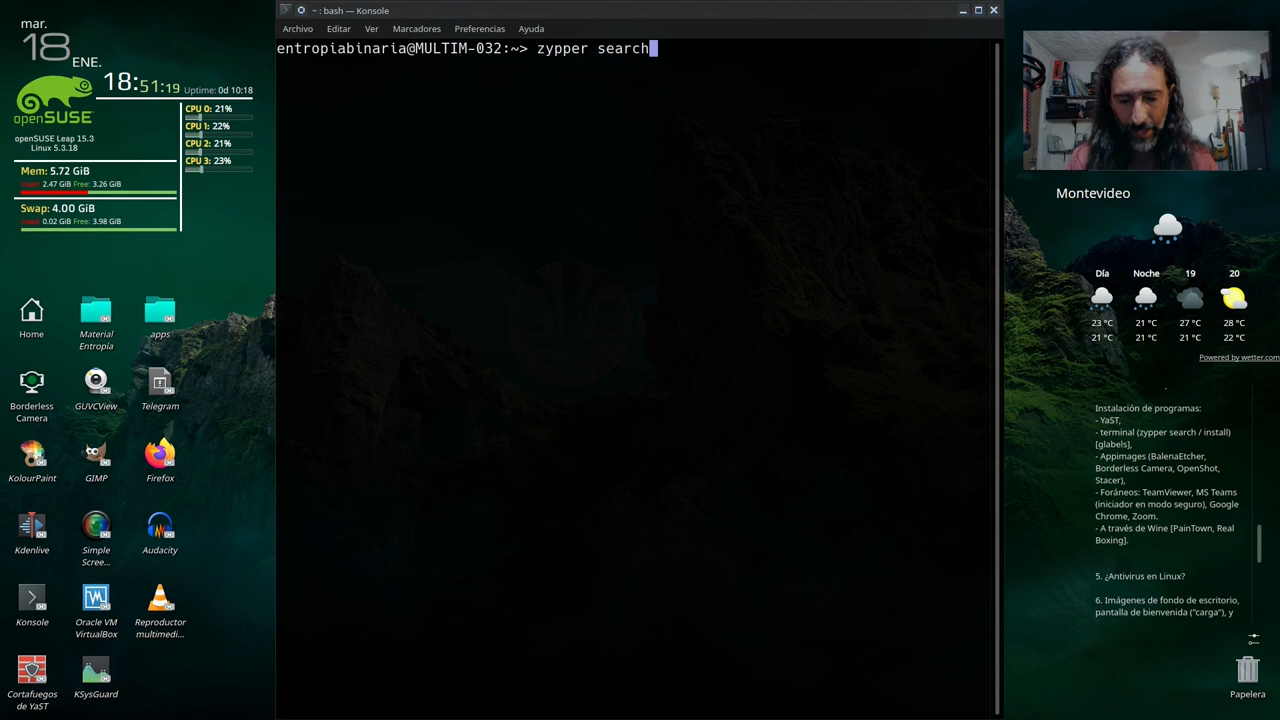 mar.
18
ENE.
18:51:19
Uptime: 0d 10:18
openSUSE
openSUSE Leap 15.3
Linux 5.3.18
CPU 0: 21%
CPU 1: 22%
CPU 2: 21%
CPU 3: 23%
Mem: 5.72 GiB
Used: 2.47 GiB Free: 3.26 GiB
Swap: 4.00 GiB
Used: 0.02 GiB Free: 3.98 GiB
Home
Material
Entropía
apps
Borderless
Camera
GUVCView
Telegram
KolourPaint
GIMP
Firefox
Kdenlive
Simple
Scree...
Audacity
Konsole
Oracle VM
VirtualBox
Reproductor
multimedi...
Cortafuegos
de YaST
KSysGuard
~ : bash — Konsole
Archivo Editar Ver Marcadores Preferencias Ayuda
entropiabinaria@MULTIM-032:~> zypper search
Montevideo
Día Noche 19 20
23 °C 21 °C 27 °C 28 °C
21 °C 21 °C 21 °C 22 °C
Powered by wetter.com
Instalación de programas:
- YaST,
- terminal (zypper search / install)
[glabels],
- Appimages (BalenaEtcher,
Borderless Camera, OpenShot,
Stacer),
- Foráneos: TeamViewer, MS Teams
(iniciador en modo seguro), Google
Chrome, Zoom.
- A través de Wine [PainTown, Real
Boxing].
5. ¿Antivirus en Linux?
6. Imágenes de fondo de escritorio,
pantalla de bienvenida ("carga"), y
Papelera